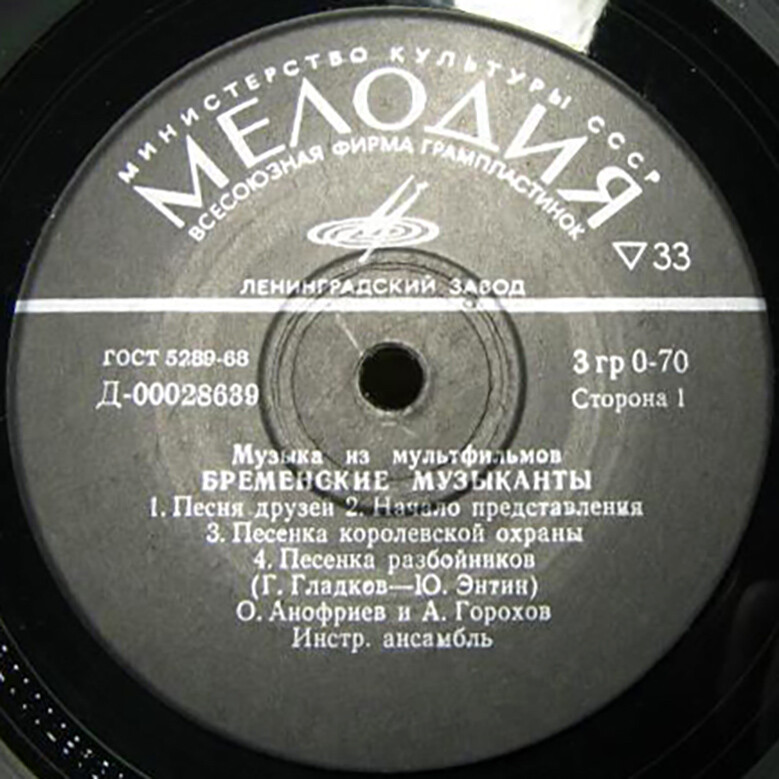 МИНИСТЕРСТВО КУЛЬТУРЫ СССР
МЕЛОДИЯ
ВСЕСОЮЗНАЯ ФИРМА ГРАМПЛАСТИНОК
▽33
ЛЕНИНГРАДСКИЙ ЗАВОД
ГОСТ 5289-68
3 гр 0-70
Д-00028639
Сторона 1
Музыка из мультфильмов
БРЕМЕНСКИЕ МУЗЫКАНТЫ
1. Песня друзей 2. Начало представления
3. Песенка королевской охраны
4. Песенка разбойников
(Г. Гладков—Ю. Энтин)
О. Анофриев и А. Горохов
Инстр. ансамбль